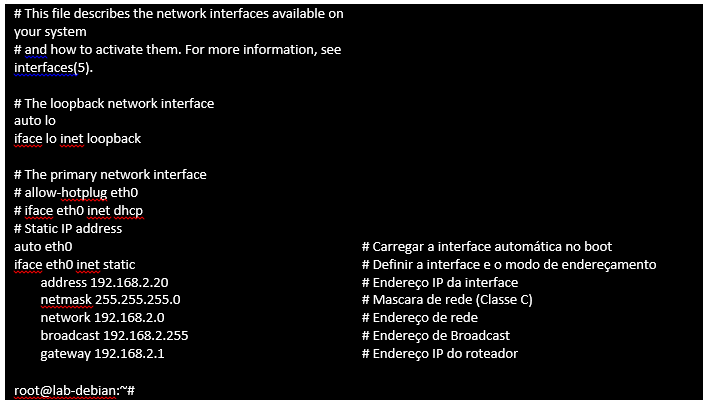 # This file describes the network interfaces available on
your system
# and how to activate them. For more information, see
interfaces(5).
# The loopback network interface
auto lo
iface lo inet loopback
# The primary network interface
# allow-hotplug eth0
# iface eth0 inet dhcp
# Static IP address
auto eth0 # Carregar a interface automática no boot
iface eth0 inet static # Definir a interface e o modo de endereçamento
address 192.168.2.20 # Endereço IP da interface
netmask 255.255.255.0 # Mascara de rede (Classe C)
network 192.168.2.0 # Endereço de rede
broadcast 192.168.2.255 # Endereço de Broadcast
gateway 192.168.2.1 # Endereço IP do roteador
root@lab-debian:~#